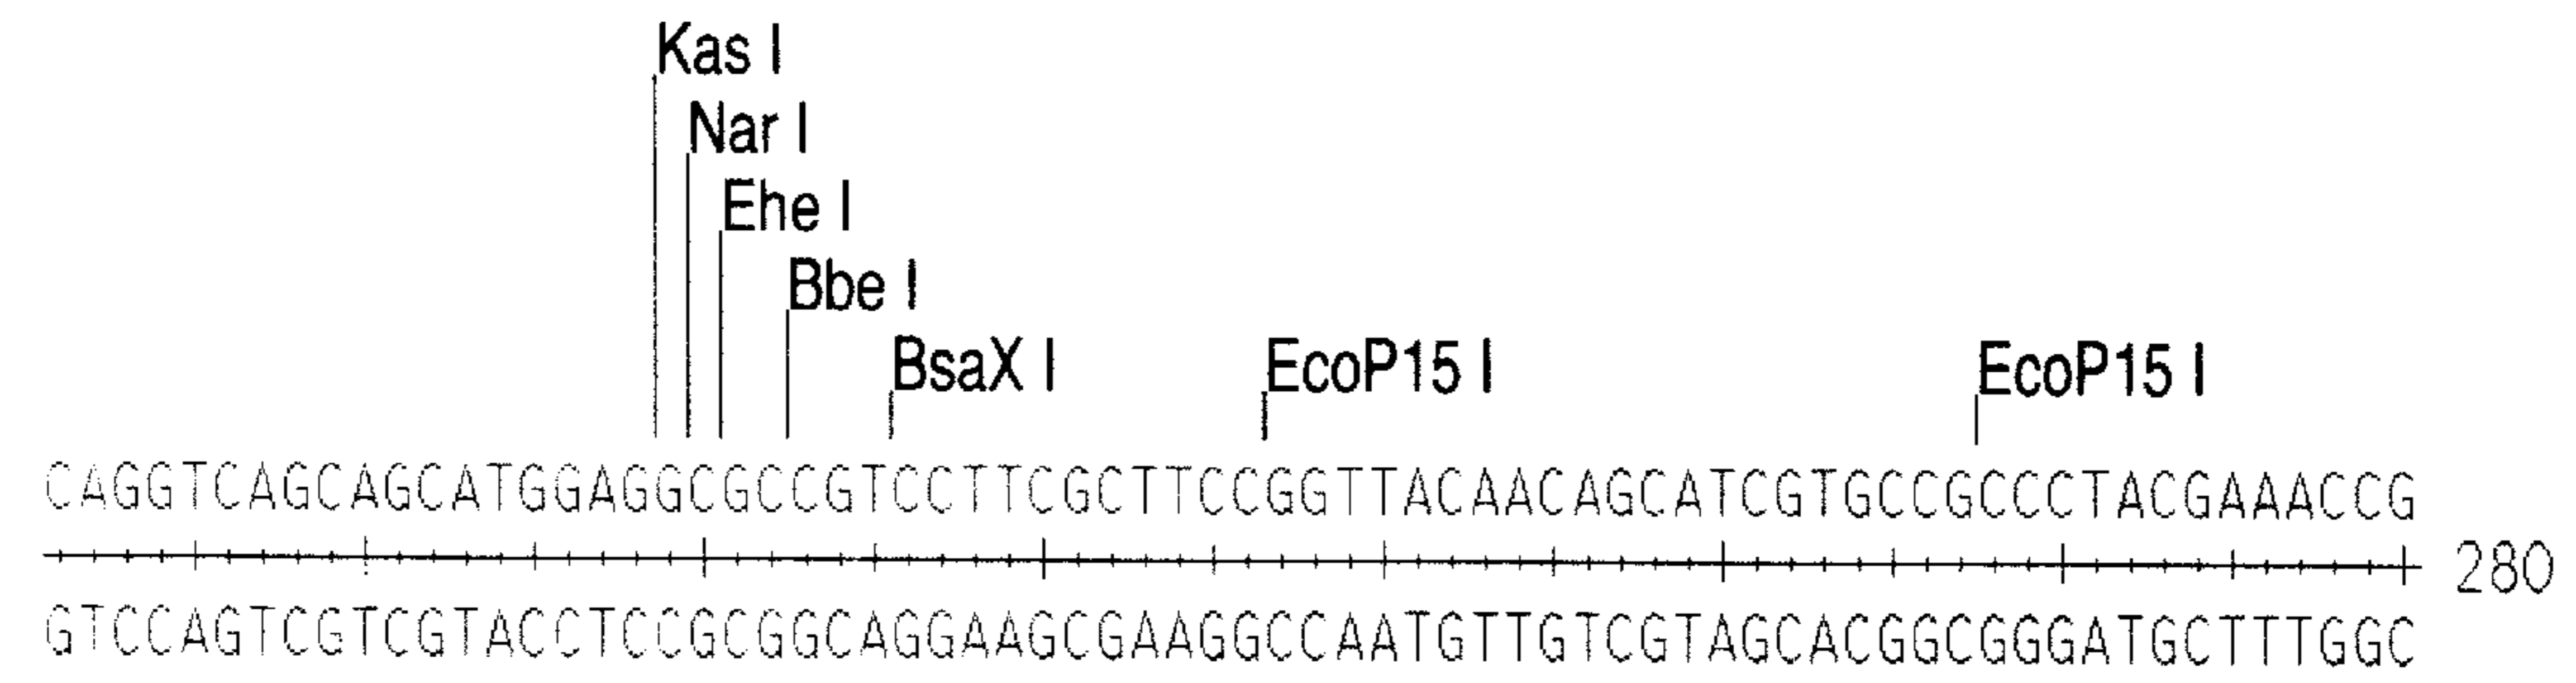 Kas I
Nar I
Ehe I
Bbe I
BsaX I EcoP15 I EcoP15 I
CAGGTCAGCAGCATGGAGGCGCCGTCCTTCGCTTCCGGTTACAACAGCATCGTGCCGCCCTACGAAACCG
280
GTCCAGTCGTCGTACCTCCGCGGCAGGAAGCGAAGGCCAATGTTGTCGTAGCACGGCGGGATGCTTTGGC